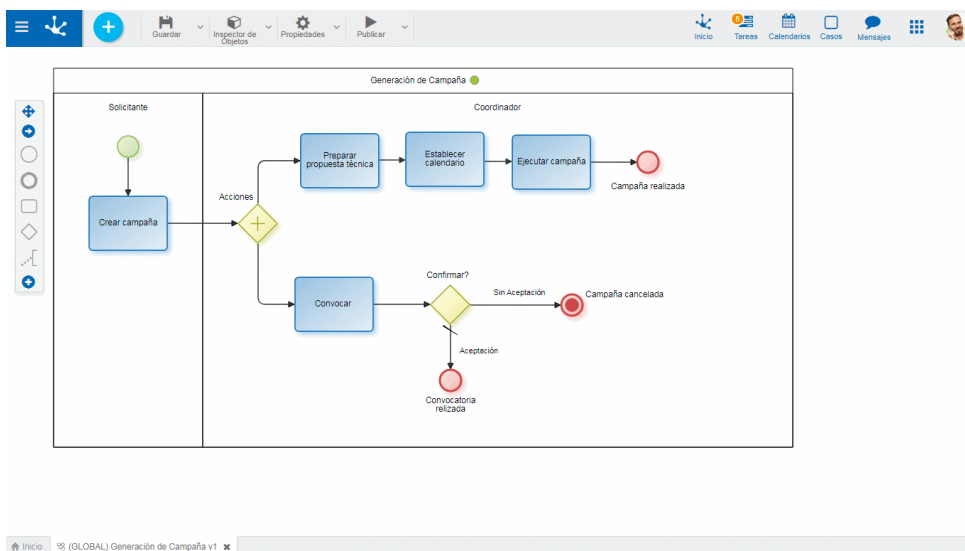 Guardar
Inspector de
Objetos
Propiedades
Publicar
Inicio
5
Tareas
Calendarios
Casos
Mensajes
Generación de Campaña
Solicitante
Coordinador
Preparar
propuesta técnica
Establecer
calendario
Ejecutar campaña
Campaña realizada
Acciones
Crear campaña
Confirmar?
Sin Aceptación
Campaña cancelada
Convocar
Aceptación
Convocatoria
relizada
Inicio
(GLOBAL) Generación de Campaña v1